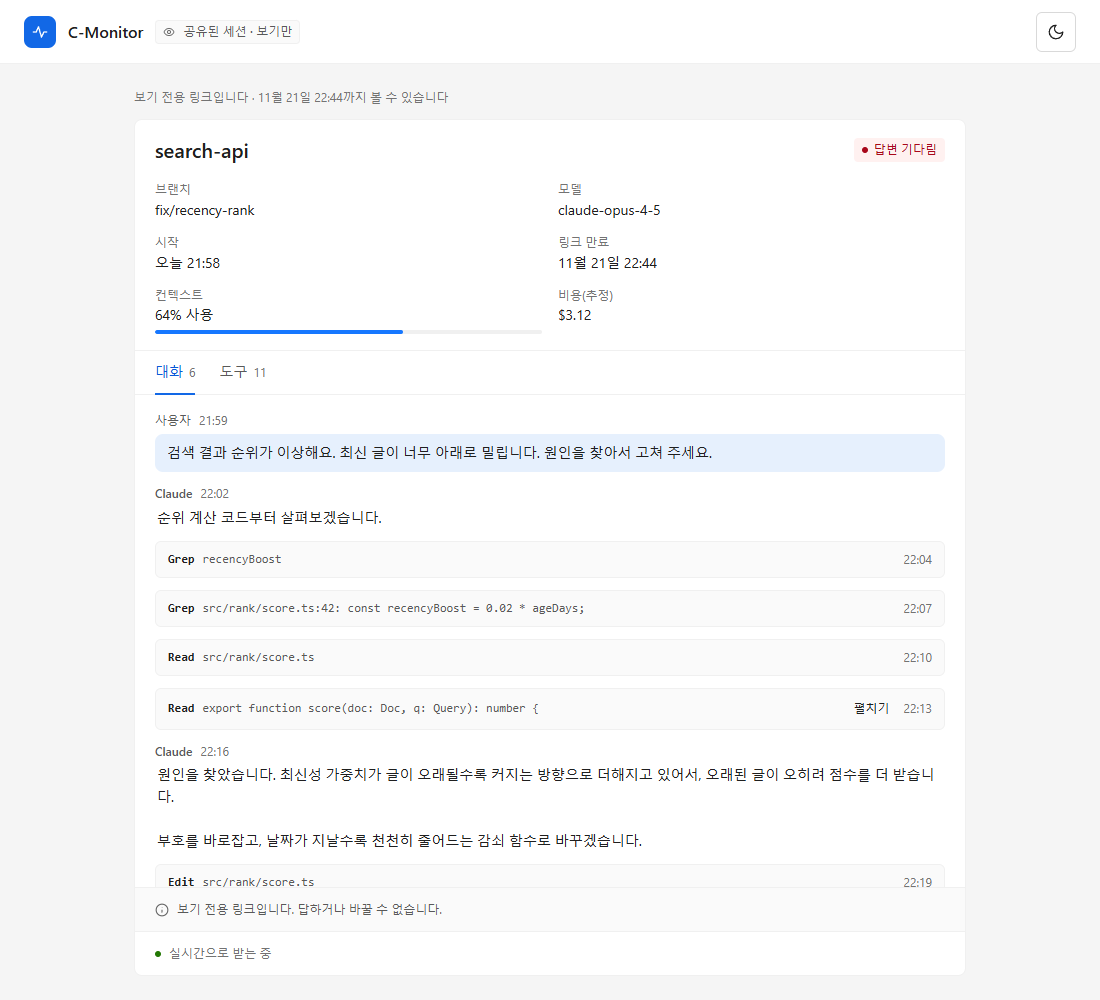 C-Monitor
공유된 세션 · 보기만
보기 전용 링크입니다 · 11월 21일 22:44까지 볼 수 있습니다
search-api
답변 기다림
브랜치
fix/recency-rank
모델
claude-opus-4-5
시작
오늘 21:58
링크 만료
11월 21일 22:44
컨텍스트
64% 사용
비용(추정)
$3.12
대화 6
도구 11
사용자 21:59
검색 결과 순위가 이상해요. 최신 글이 너무 아래로 밀립니다. 원인을 찾아서 고쳐 주세요.
Claude 22:02
순위 계산 코드부터 살펴보겠습니다.
Grep recencyBoost 22:04
Grep src/rank/score.ts:42: const recencyBoost = 0.02 * ageDays; 22:07
Read src/rank/score.ts 22:10
Read export function score(doc: Doc, q: Query): number { 펼치기 22:13
Claude 22:16
원인을 찾았습니다. 최신성 가중치가 글이 오래될수록 커지는 방향으로 더해지고 있어서, 오래된 글이 오히려 점수를 더 받습니
다.
부호를 바로잡고, 날짜가 지날수록 천천히 줄어드는 감쇠 함수로 바꾸겠습니다.
Edit src/rank/score.ts 22:19
보기 전용 링크입니다. 답하거나 바꿀 수 없습니다.
실시간으로 받는 중